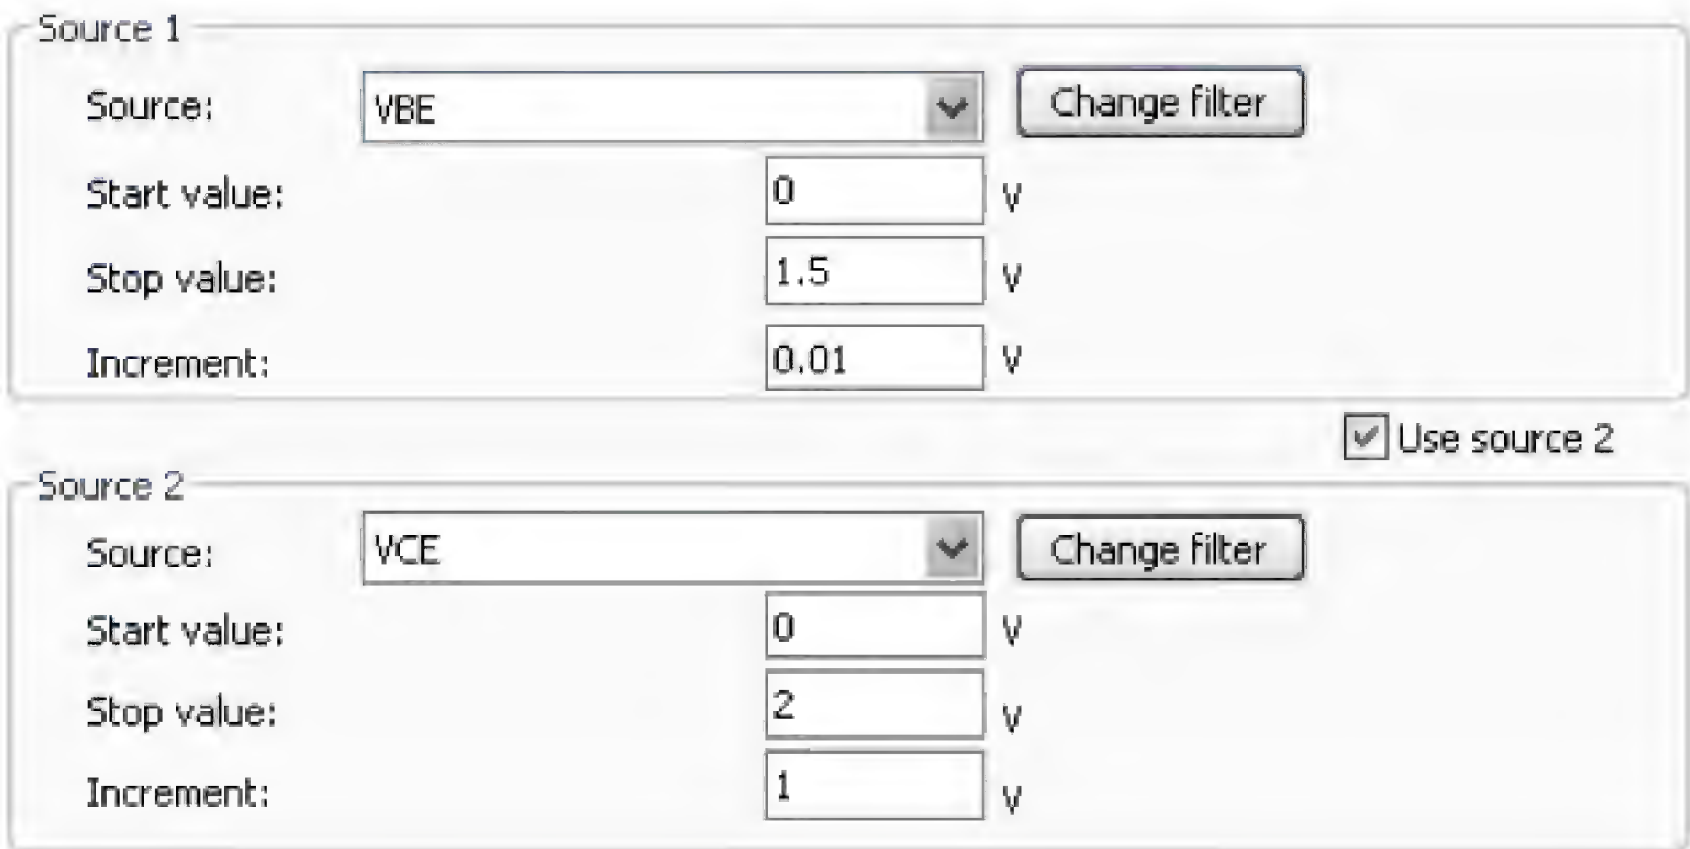 Source 1
Source: VBE Change filter
Start value: 0 V
Stop value: 1.5 V
Increment: 0.01 V
Use source 2
Source 2
Source: VCE Change filter
Start value: 0 V
Stop value: 2 V
Increment: 1 V